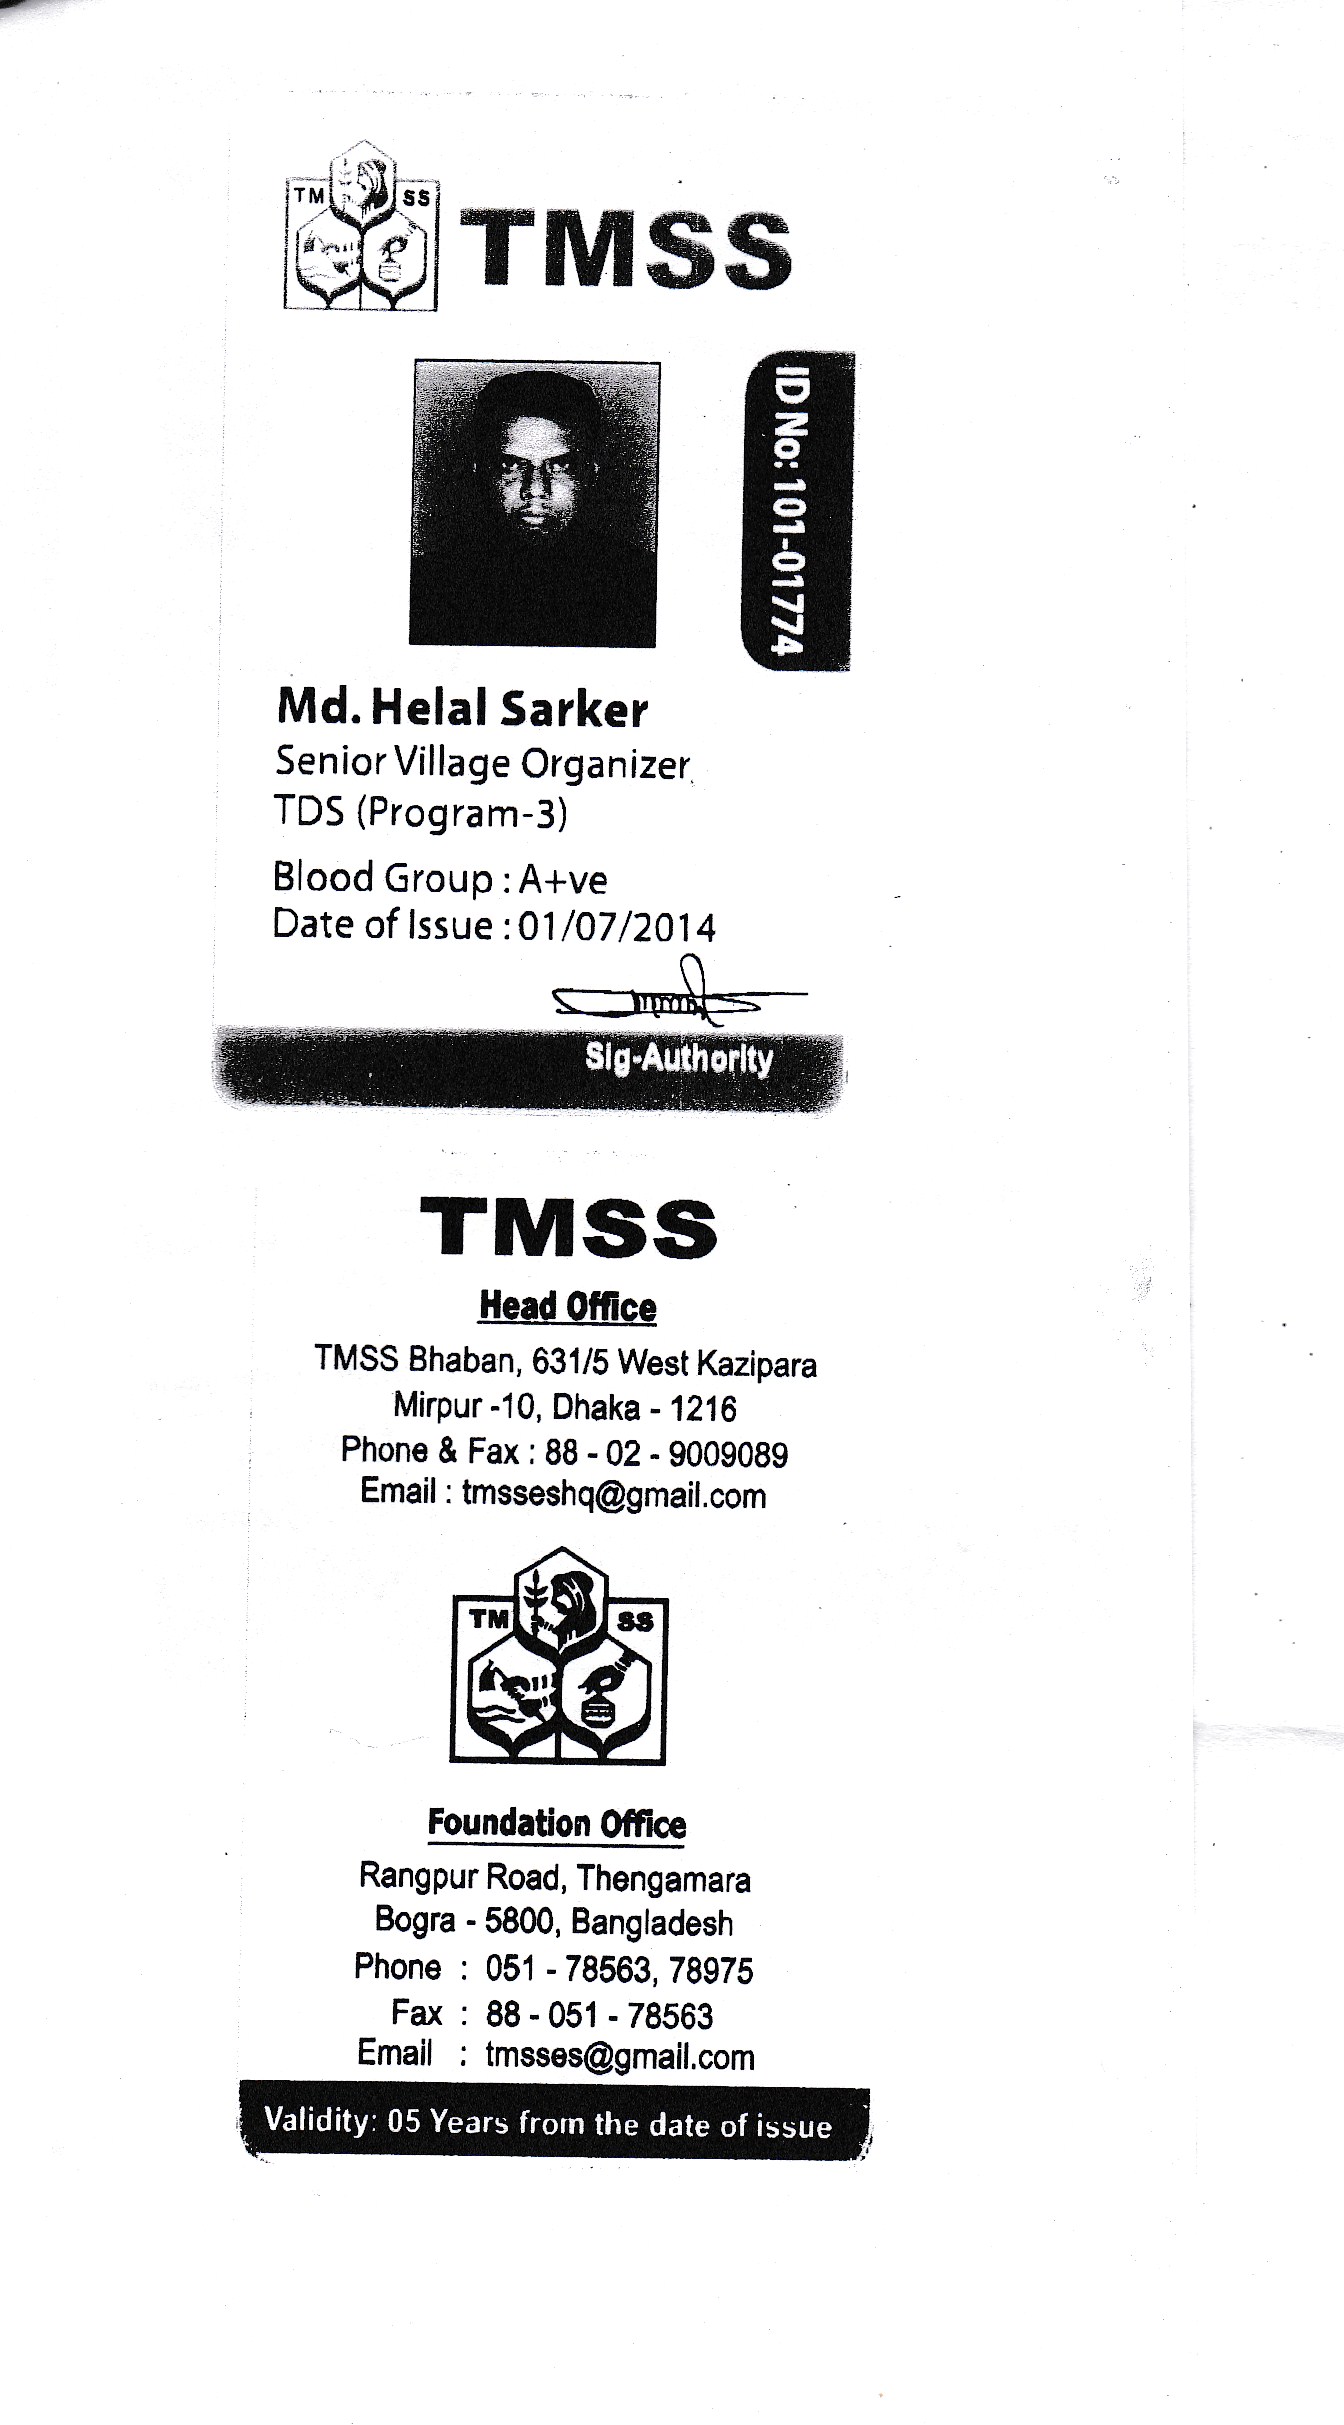 TM SS
TMSS
ID No: 101-01774
Md. Helal Sarker
Senior Village Organizer
TDS (Program-3)
Blood Group : A+ve
Date of Issue : 01/07/2014
Sig-Authority
TMSS
Head Office
TMSS Bhaban, 631/5 West Kazipara
Mirpur -10, Dhaka - 1216
Phone & Fax : 88 - 02 - 9009089
Email : tmsseshq@gmail.com
TM SS
Foundation Office
Rangpur Road, Thengamara
Bogra - 5800, Bangladesh
Phone : 051 - 78563, 78975
Fax : 88 - 051 - 78563
Email : tmsses@gmail.com
Validity: 05 Years from the date of issue